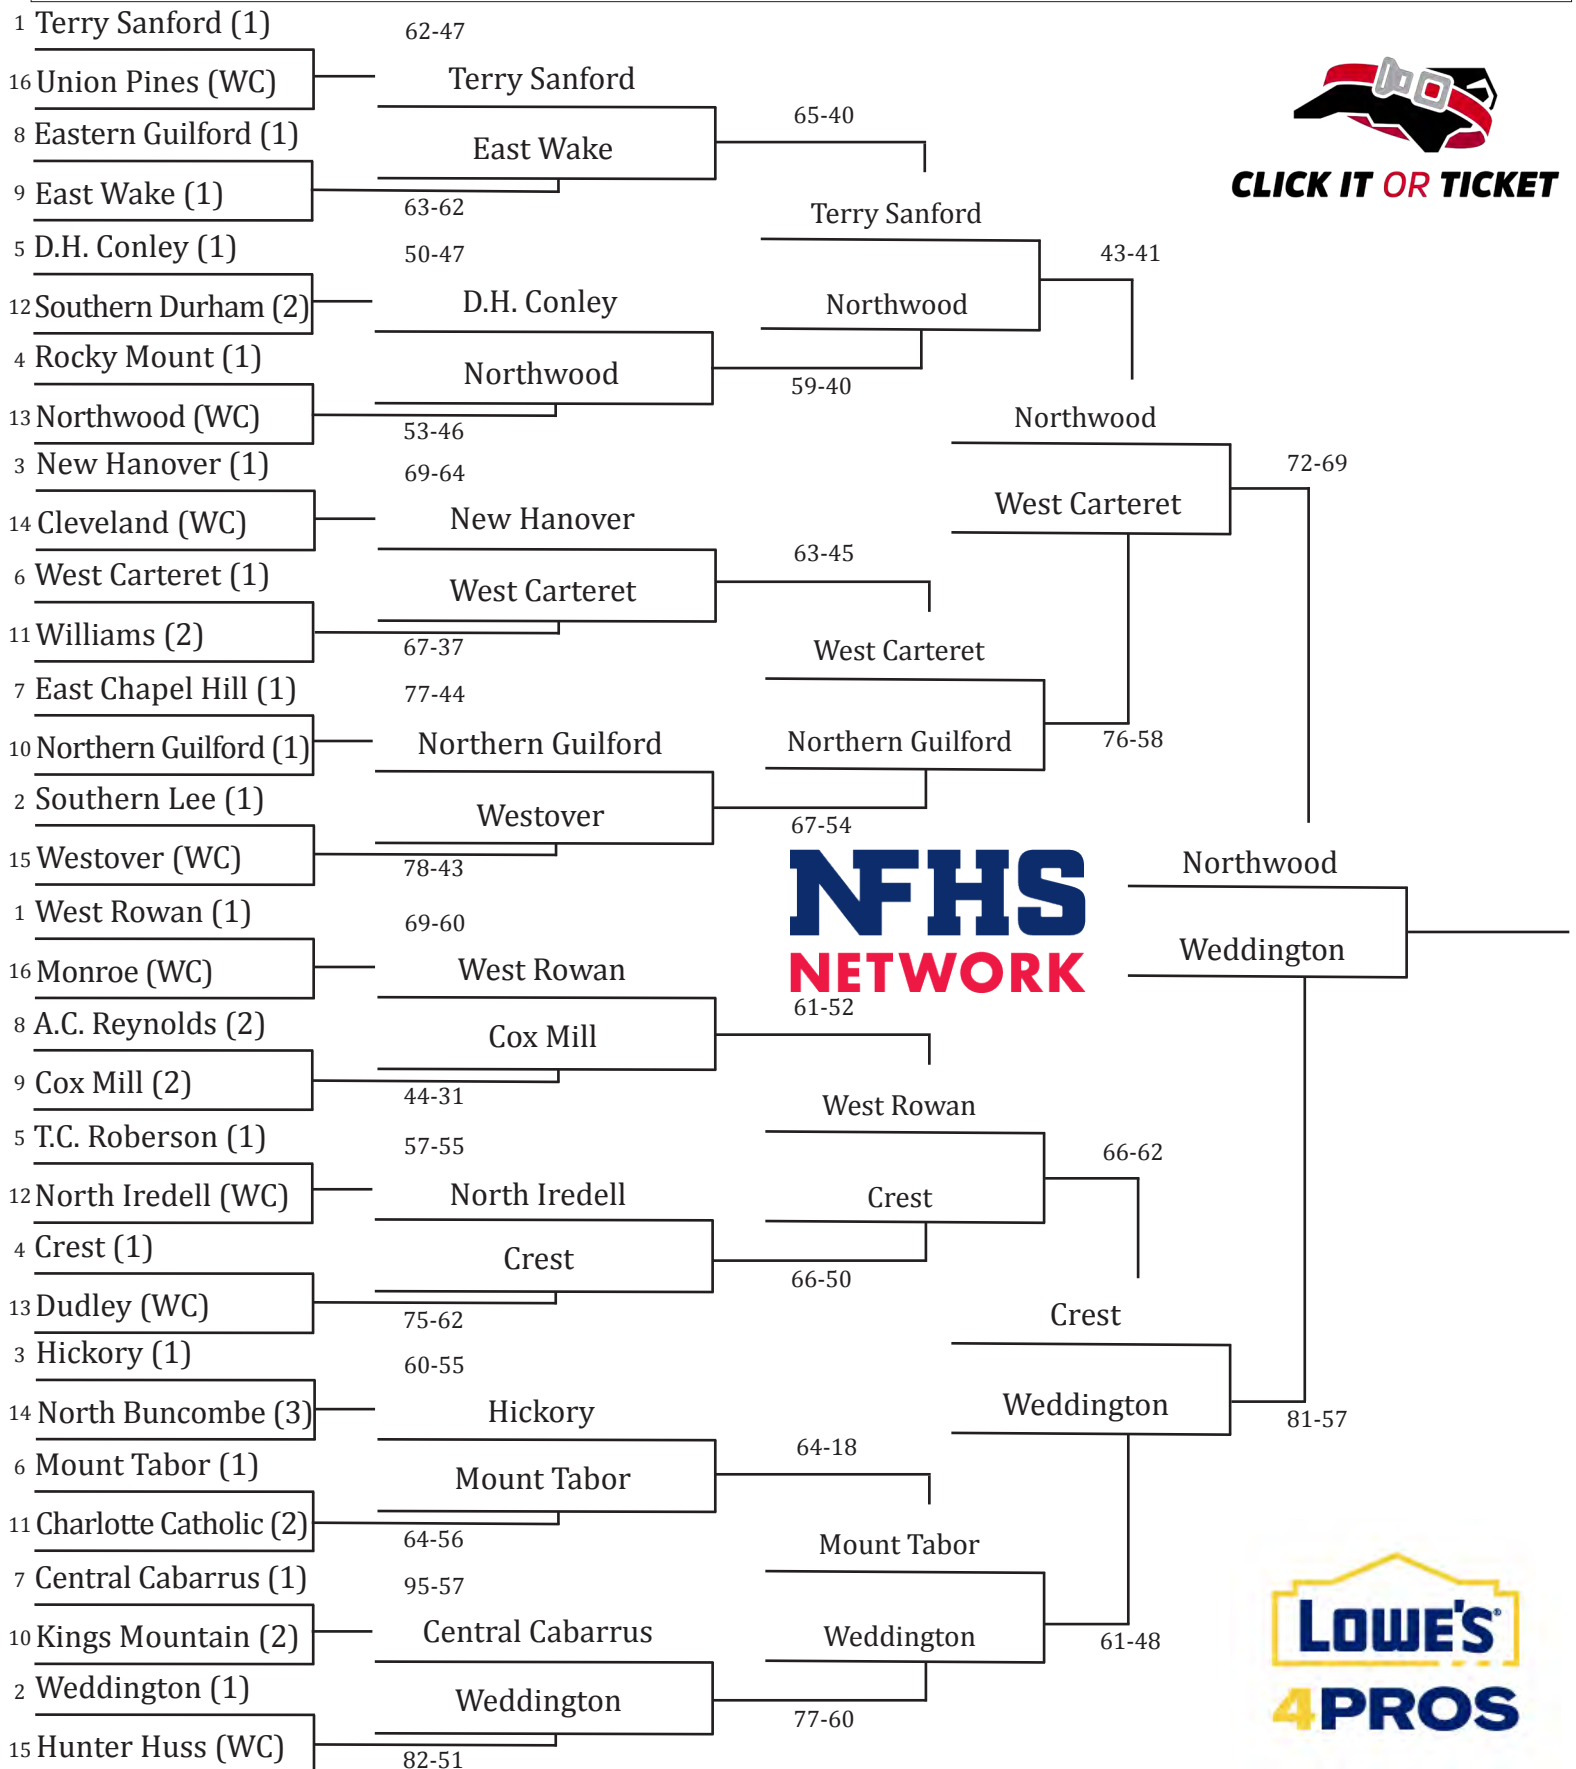 1 Terry Sanford (1)
62-47
16 Union Pines (WC)
Terry Sanford
8 Eastern Guilford (1)
65-40
East Wake
9 East Wake (1)
63-62
CLICK IT OR TICKET
Terry Sanford
5 D.H. Conley (1)
50-47
43-41
12 Southern Durham (2)
D.H. Conley
Northwood
4 Rocky Mount (1)
Northwood
59-40
13 Northwood (WC)
53-46
Northwood
3 New Hanover (1)
69-64
72-69
14 Cleveland (WC)
New Hanover
West Carteret
63-45
6 West Carteret (1)
West Carteret
11 Williams (2)
67-37
West Carteret
7 East Chapel Hill (1)
77-44
10 Northern Guilford (1)
Northern Guilford
Northern Guilford
76-58
2 Southern Lee (1)
Westover
67-54
15 Westover (WC)
78-43
NFHS
NETWORK
Northwood
1 West Rowan (1)
69-60
Weddington
16 Monroe (WC)
West Rowan
61-52
8 A.C. Reynolds (2)
Cox Mill
9 Cox Mill (2)
44-31
West Rowan
5 T.C. Roberson (1)
57-55
66-62
12 North Iredell (WC)
North Iredell
Crest
4 Crest (1)
Crest
66-50
13 Dudley (WC)
75-62
Crest
3 Hickory (1)
60-55
14 North Buncombe (3)
Hickory
Weddington
81-57
64-18
6 Mount Tabor (1)
Mount Tabor
11 Charlotte Catholic (2)
64-56
Mount Tabor
7 Central Cabarrus (1)
95-57
10 Kings Mountain (2)
Central Cabarrus
Weddington
61-48
2 Weddington (1)
Weddington
77-60
15 Hunter Huss (WC)
82-51
LOWE'S®
4PROS